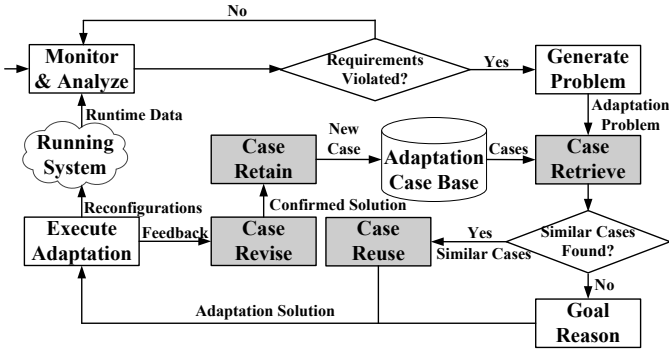 No
Monitor
& Analyze
Requirements
Violated?
Yes
Generate
Problem
Runtime Data
Adaptation
Problem
Running
System
Case
Retain
New
Case
Adaptation
Case Base
Cases
Case
Retrieve
Reconfigurations
Confirmed Solution
Execute
Adaptation
Feedback
Case
Revise
Case
Reuse
Yes
Similar Cases
Similar Cases
Found?
No
Adaptation Solution
Goal
Reason